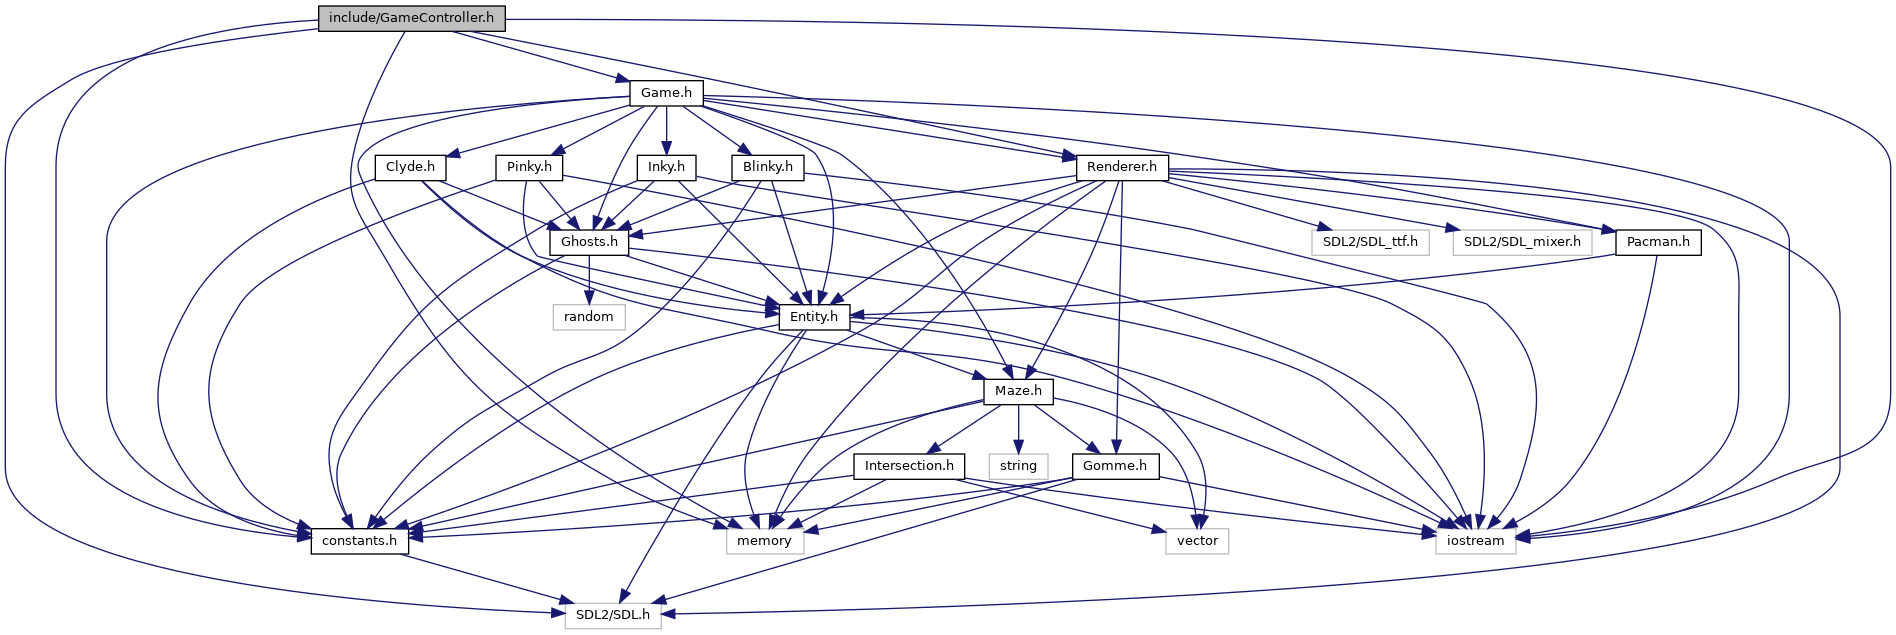 include/GameController.h
Game.h
Clyde.h
Pinky.h
Inky.h
Blinky.h
Renderer.h
Ghosts.h
SDL2/SDL_ttf.h
SDL2/SDL_mixer.h
Pacman.h
random
Entity.h
Maze.h
Intersection.h
string
Gomme.h
constants.h
memory
vector
iostream
SDL2/SDL.h